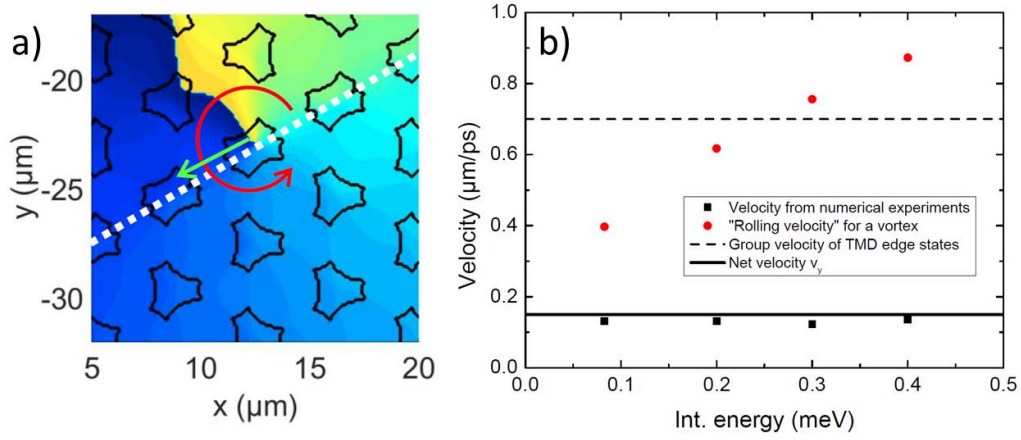 a)
-20
-25
-30
y (μm)
5 10 15 20
x (μm)
b)
1.0
0.8
0.6
0.4
0.2
0.0
Velocity (μm/ps)
Velocity from numerical experiments
"Rolling velocity" for a vortex
Group velocity of TMD edge states
Net velocity vy
0.0 0.1 0.2 0.3 0.4 0.5
Int. energy (meV)